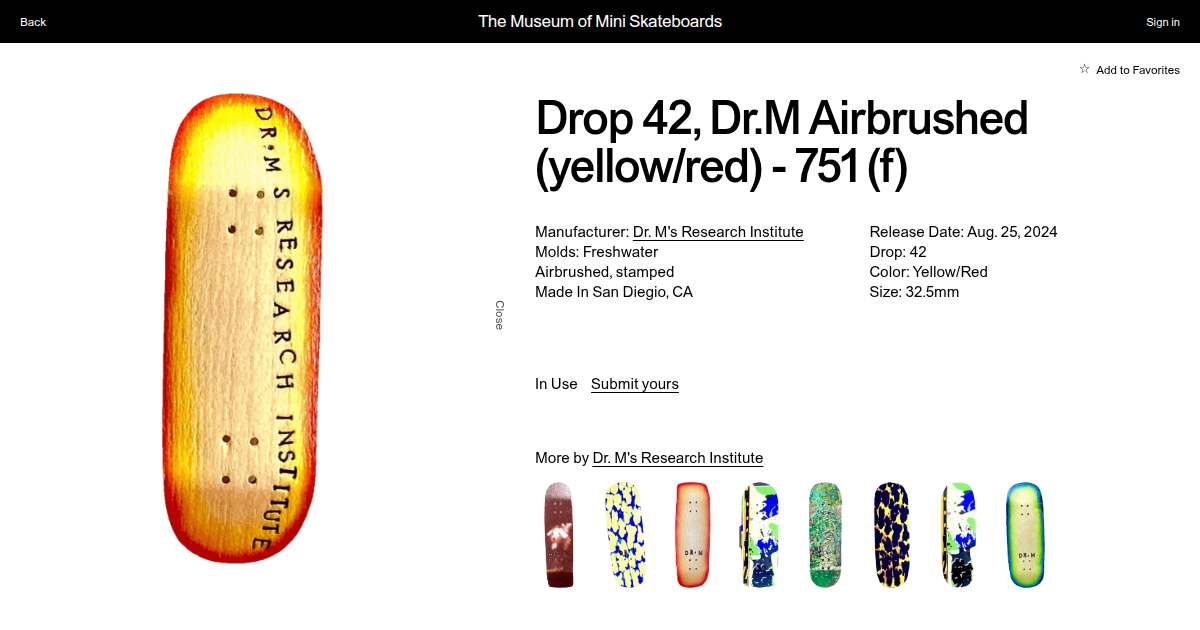 Back
The Museum of Mini Skateboards
Sign in
☆ Add to Favorites
DR•M S RESEARCH INSTITUTE
Close
Drop 42, Dr.M Airbrushed
(yellow/red) - 751 (f)
Manufacturer: Dr. M's Research Institute
Molds: Freshwater
Airbrushed, stamped
Made In San Diegio, CA
Release Date: Aug. 25, 2024
Drop: 42
Color: Yellow/Red
Size: 32.5mm
In Use Submit yours
More by Dr. M's Research Institute
DR•M
DR•M